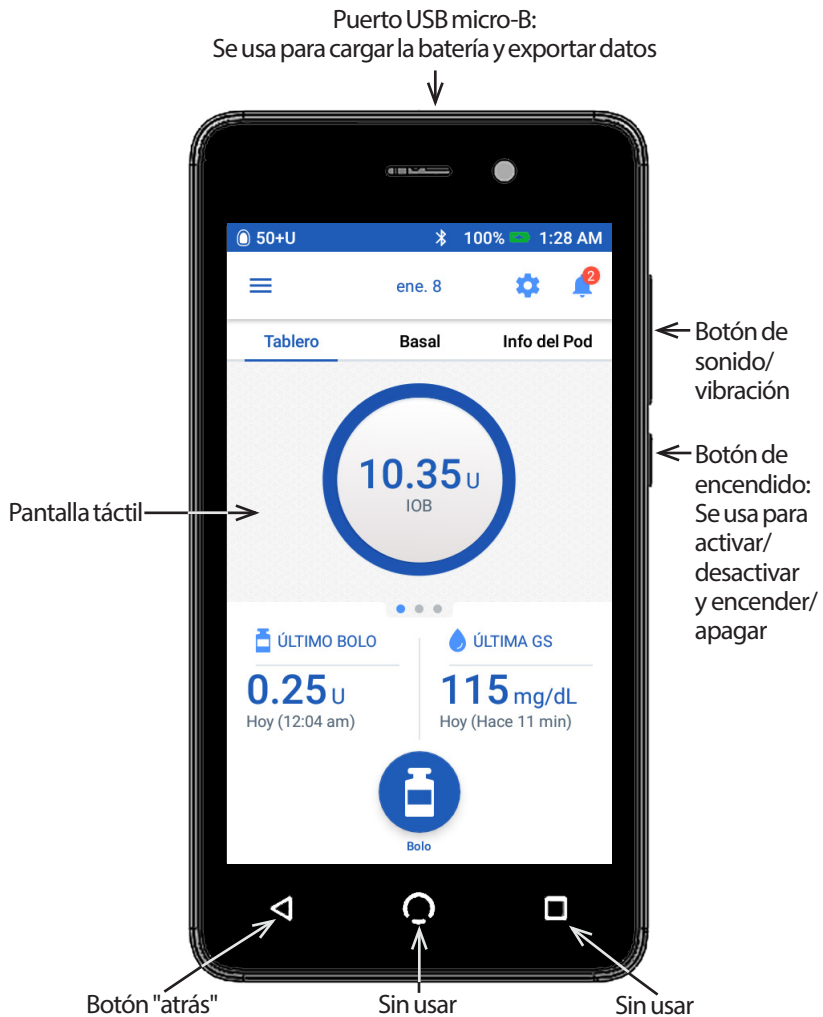 Puerto USB micro-B:
Se usa para cargar la batería y exportar datos
50+U
100%
1:28 AM
ene. 8
2
Tablero
Basal
Info del Pod
Botón de
sonido/
vibración
10.35 U
IOB
Botón de
encendido:
Se usa para
activar/
desactivar
y encender/
apagar
Pantalla táctil
ÚLTIMO BOLO
0.25 U
Hoy (12:04 am)
ÚLTIMA GS
115 mg/dL
Hoy (Hace 11 min)
Bolo
Botón "atrás"
Sin usar
Sin usar